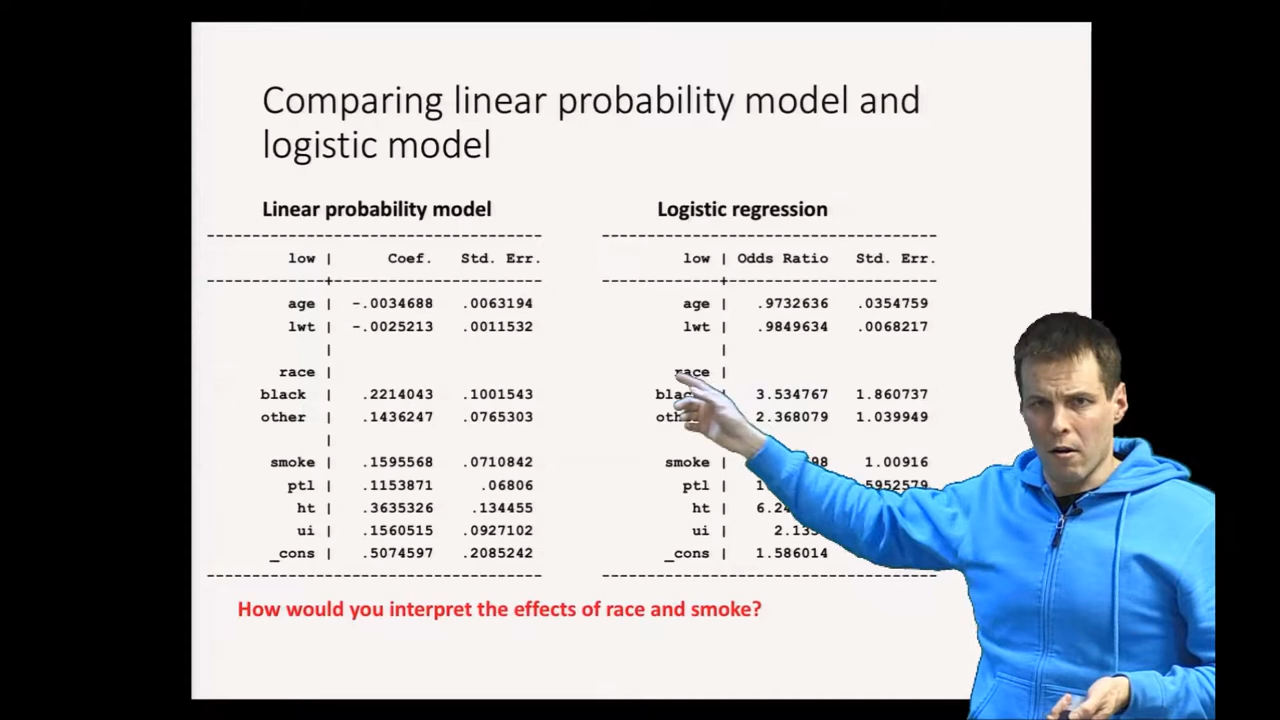 Comparing linear probability model and
logistic model
Linear probability model
------------------------------------
low | Coef. Std. Err.
-------------+----------------------
age | -.0034688 .0063194
lwt | -.0025213 .0011532
|
race |
black | .2214043 .1001543
other | .1436247 .0765303
|
smoke | .1595568 .0710842
ptl | .1153871 .06806
ht | .3635326 .134455
ui | .1560515 .0927102
_cons | .5074597 .2085242
------------------------------------
Logistic regression
------------------------------------
low | Odds Ratio Std. Err.
-------------+----------------------
age | .9732636 .0354759
lwt | .9849634 .0068217
|
race |
3.534767 1.860737
2.368079 1.039949
smoke | 1.00916
ptl |
ht |
ui |
_cons | 1.586014
------------------------------------
How would you interpret the effects of race and smoke?